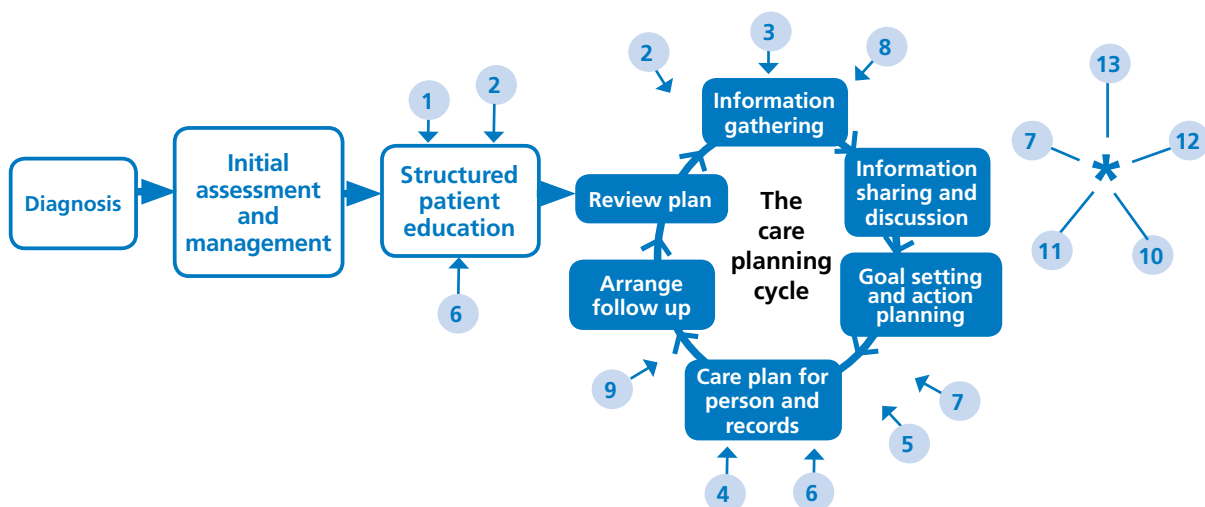 Diagnosis
Initial
assessment
and
management
1
2
Structured
patient
education
6
2
3
8
Information
gathering
Information
sharing and
discussion
Goal setting
and action
planning
Care plan for
person and
records
Arrange
follow up
Review plan
The
care
planning
cycle
9
4
6
5
7
13
7
12
*
11
10